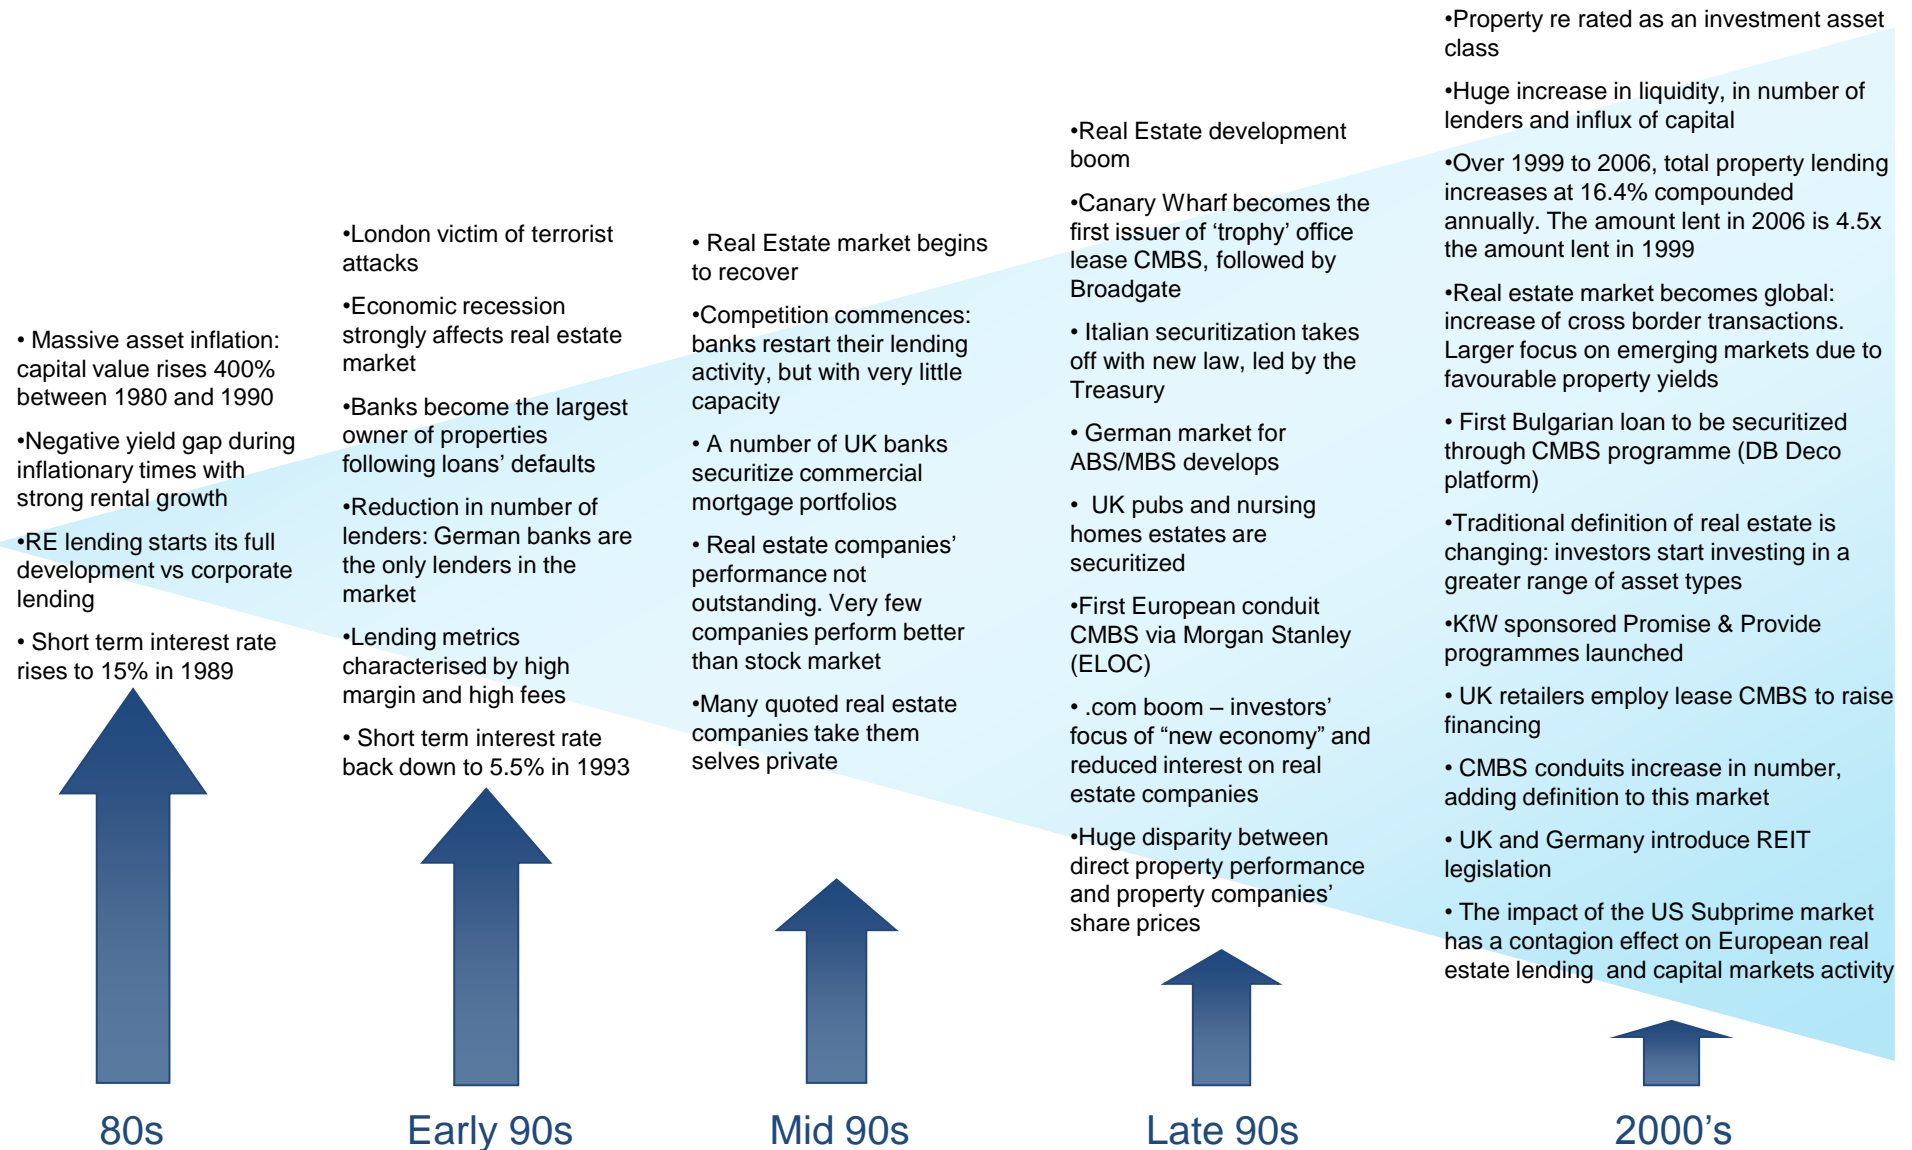 • Massive asset inflation:
capital value rises 400%
between 1980 and 1990
•Negative yield gap during
inflationary times with
strong rental growth
•RE lending starts its full
development vs corporate
lending
• Short term interest rate
rises to 15% in 1989
80s
•London victim of terrorist
attacks
•Economic recession
strongly affects real estate
market
•Banks become the largest
owner of properties
following loans’ defaults
•Reduction in number of
lenders: German banks are
the only lenders in the
market
•Lending metrics
characterised by high
margin and high fees
• Short term interest rate
back down to 5.5% in 1993
Early 90s
• Real Estate market begins
to recover
•Competition commences:
banks restart their lending
activity, but with very little
capacity
• A number of UK banks
securitize commercial
mortgage portfolios
• Real estate companies’
performance not
outstanding. Very few
companies perform better
than stock market
•Many quoted real estate
companies take them
selves private
Mid 90s
•Real Estate development
boom
•Canary Wharf becomes the
first issuer of ‘trophy’ office
lease CMBS, followed by
Broadgate
• Italian securitization takes
off with new law, led by the
Treasury
• German market for
ABS/MBS develops
• UK pubs and nursing
homes estates are
securitized
•First European conduit
CMBS via Morgan Stanley
(ELOC)
• .com boom – investors’
focus of “new economy” and
reduced interest on real
estate companies
•Huge disparity between
direct property performance
and property companies’
share prices
Late 90s
•Property re rated as an investment asset
class
•Huge increase in liquidity, in number of
lenders and influx of capital
•Over 1999 to 2006, total property lending
increases at 16.4% compounded
annually. The amount lent in 2006 is 4.5x
the amount lent in 1999
•Real estate market becomes global:
increase of cross border transactions.
Larger focus on emerging markets due to
favourable property yields
• First Bulgarian loan to be securitized
through CMBS programme (DB Deco
platform)
•Traditional definition of real estate is
changing: investors start investing in a
greater range of asset types
•KfW sponsored Promise & Provide
programmes launched
• UK retailers employ lease CMBS to raise
financing
• CMBS conduits increase in number,
adding definition to this market
• UK and Germany introduce REIT
legislation
• The impact of the US Subprime market
has a contagion effect on European real
estate lending and capital markets activity
2000’s